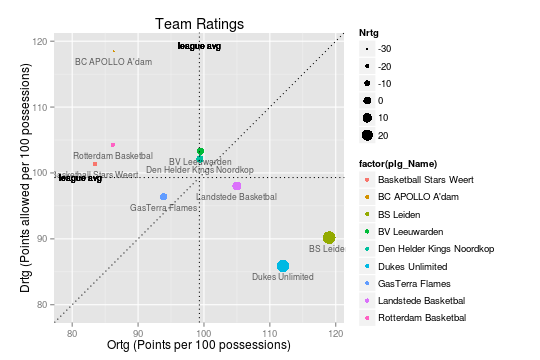 Team Ratings
120
110
100
90
80
80
90
100
110
120
Drtg (Points allowed per 100 possessions)
Ortg (Points per 100 possessions)
league avg
league avg
BC APOLLO A'dam
Rotterdam Basketbal
Basketball Stars Weert
BV Leeuwarden
Den Helder Kings Noordkop
Landstede Basketbal
GasTerra Flames
BS Leide
Dukes Unlimited
Nrtg
-30
-20
-10
0
10
20
factor(plg_Name)
Basketball Stars Weert
BC APOLLO A'dam
BS Leiden
BV Leeuwarden
Den Helder Kings Noordkop
Dukes Unlimited
GasTerra Flames
Landstede Basketbal
Rotterdam Basketbal